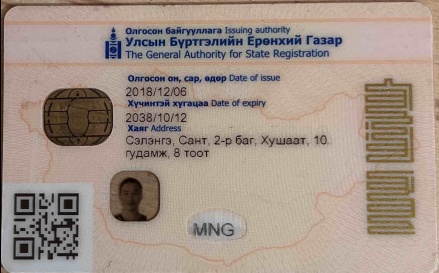 Олгосон байгууллага Issuing authority
Улсын Бүртгэлийн Ерөнхий Газар
The General Authority for State Registration
Олгосон он, сар, өдөр Date of issue
2018/12/06
Хүчинтэй хугацаа Date of expiry
2038/10/12
Хаяг Address
Сэлэнгэ, Сант, 2-р баг, Хушаат, 10
гудамж, 8 тоот
MNG